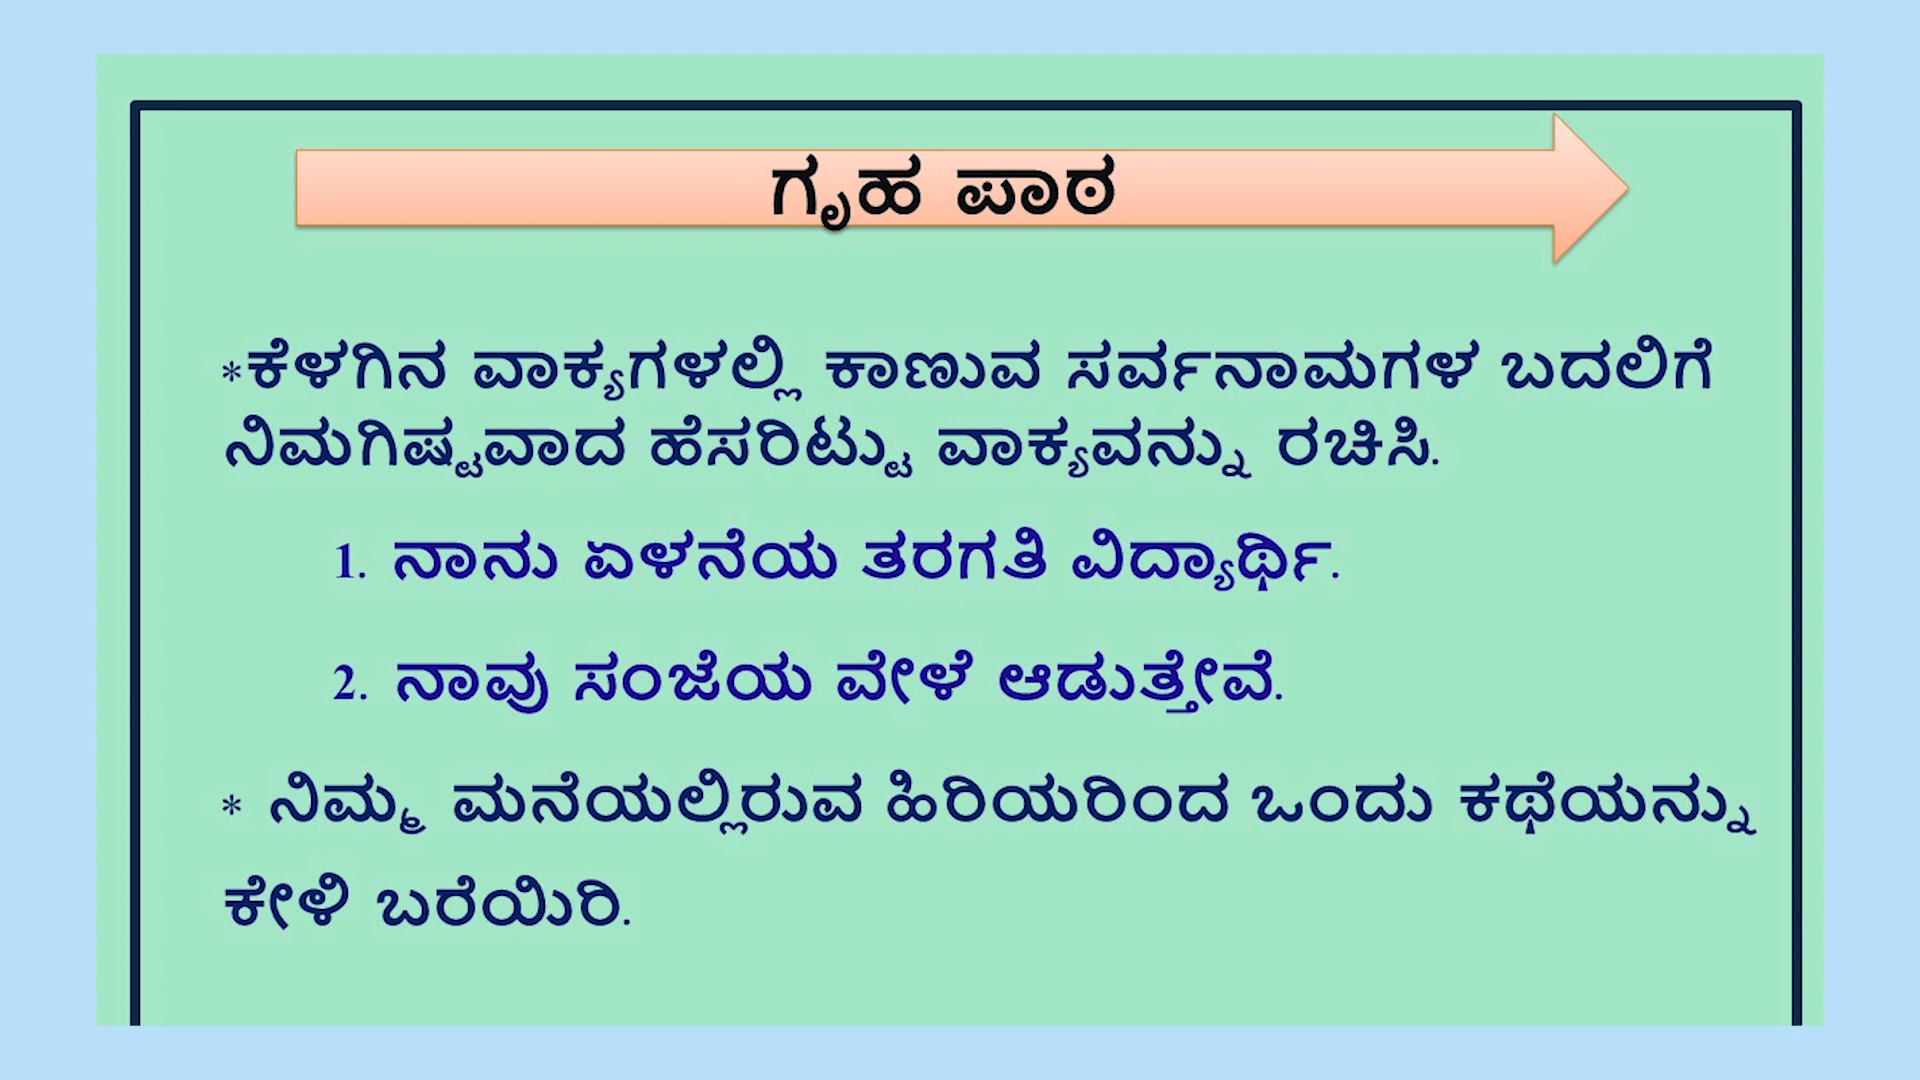 ಗೃಹ ಪಾಠ
*ಕೆಳಗಿನ ವಾಕ್ಯಗಳಲ್ಲಿ ಕಾಣುವ ಸರ್ವನಾಮಗಳ ಬದಲಿಗೆ
ನಿಮಗಿಷ್ಟವಾದ ಹೆಸರಿಟ್ಟು ವಾಕ್ಯವನ್ನು ರಚಿಸಿ.
1. ನಾನು ಏಳನೆಯ ತರಗತಿ ವಿದ್ಯಾರ್ಥಿ.
2. ನಾವು ಸಂಜೆಯ ವೇಳೆ ಆಡುತ್ತೇವೆ.
* ನಿಮ್ಮ ಮನೆಯಲ್ಲಿರುವ ಹಿರಿಯರಿಂದ ಒಂದು ಕಥೆಯನ್ನು
ಕೇಳಿ ಬರೆಯಿರಿ.